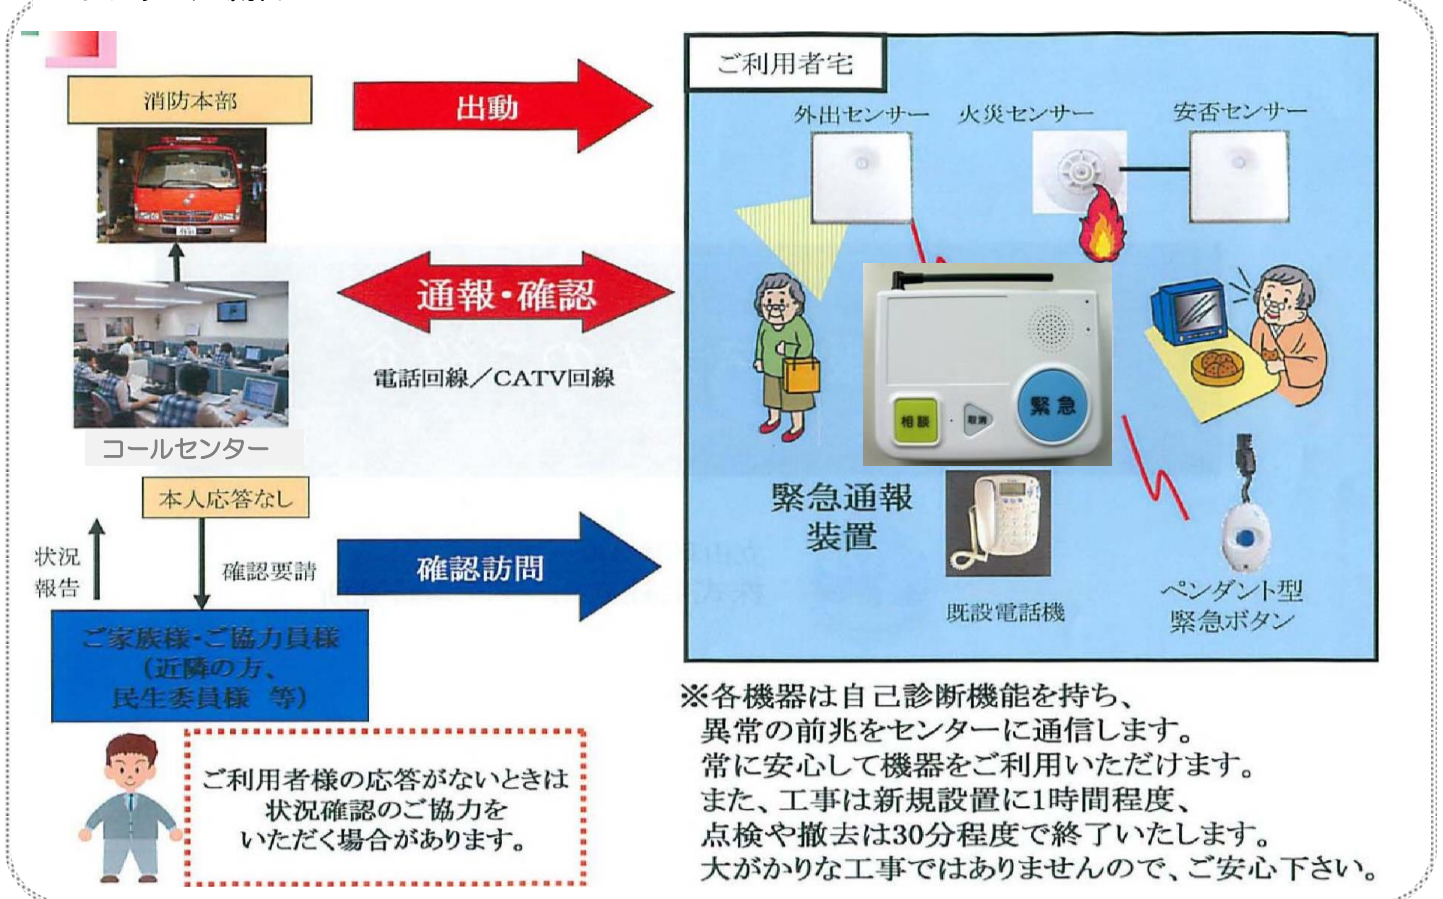 消防本部
出動
通報・確認
電話回線／CATV回線
コールセンター
本人応答なし
状況
報告
確認要請
確認訪問
ご家族様・ご協力員様
(近隣の方、
民生委員様 等)
ご利用者様の応答がないときは
状況確認のご協力を
いただく場合があります。
ご利用者宅
外出センサー
火災センサー
安否センサー
相談
取消
緊急
緊急通報
装置
既設電話機
ペンダント型
緊急ボタン
※各機器は自己診断機能を持ち、
異常の前兆をセンターに通信します。
常に安心して機器をご利用いただけます。
また、工事は新規設置に1時間程度、
点検や撤去は30分程度で終了いたします。
大がかりな工事ではありませんので、ご安心下さい。